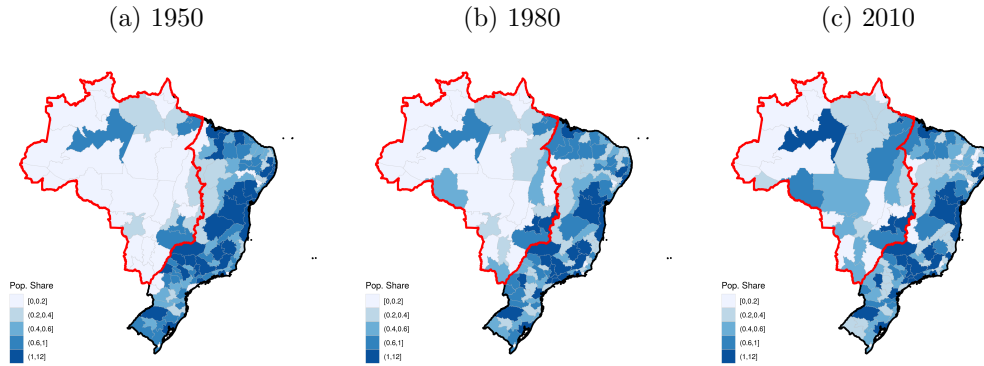 (a) 1950
(b) 1980
(c) 2010
Pop. Share
[0,0.2]
(0.2,0.4]
(0.4,0.6]
(0.6,1]
(1,12]
Pop. Share
[0,0.2]
(0.2,0.4]
(0.4,0.6]
(0.6,1]
(1,12]
Pop. Share
[0,0.2]
(0.2,0.4]
(0.4,0.6]
(0.6,1]
(1,12]